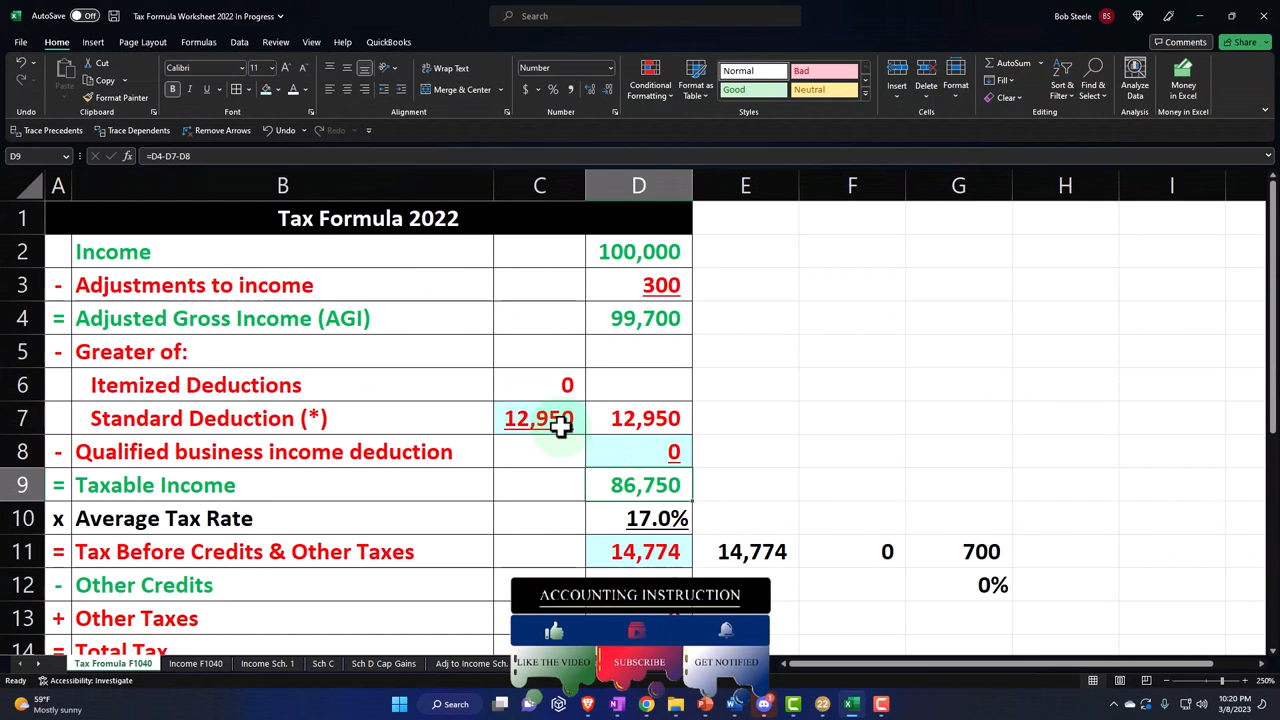 AutoSave Off Tax Formula Worksheet 2022 In Progress Search Bob Steele BS
File Home Insert Page Layout Formulas Data Review View Help QuickBooks Comments Share
Cut Calibri 11 Wrap Text Number Normal Bad AutoSum
Copy Fill
Paste Format Painter B I U Merge & Center $ % Conditional Formatting Format as Table Good Neutral Insert Delete Format Clear Sort & Filter Find & Select Analyze Data Money in Excel
Undo Clipboard Font Alignment Number Styles Cells Editing Analysis Money in Excel
Trace Precedents Trace Dependents Remove Arrows Undo Redo
D9 fx =D4-D7-D8
A B C D E F G H I
1 Tax Formula 2022
2 Income 100,000
3 - Adjustments to income 300
4 = Adjusted Gross Income (AGI) 99,700
5 - Greater of:
6 Itemized Deductions 0
7 Standard Deduction (*) 12,950 12,950
8 - Qualified business income deduction 0
9 = Taxable Income 86,750
10 x Average Tax Rate 17.0%
11 = Tax Before Credits & Other Taxes 14,774 14,774 0 700
12 - Other Credits 0%
13 + Other Taxes
14 = Total Tax
ACCOUNTING INSTRUCTION
LIKE THE VIDEO SUBSCRIBE GET NOTIFIED
Tax Fromula F1040 Income F1040 Income Sch. 1 Sch C Sch D Cap Gains Adj to Income Sch.
Ready Accessibility: Investigate 250%
59°F
Mostly sunny
Search
10:20 PM
3/8/2023